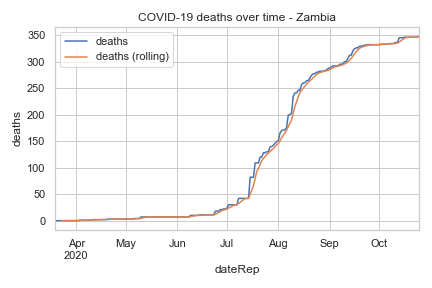 COVID-19 deaths over time - Zambia
deaths
deaths (rolling)
350
300
250
200
150
100
50
0
deaths
Apr
2020
May
Jun
Jul
Aug
Sep
Oct
dateRep